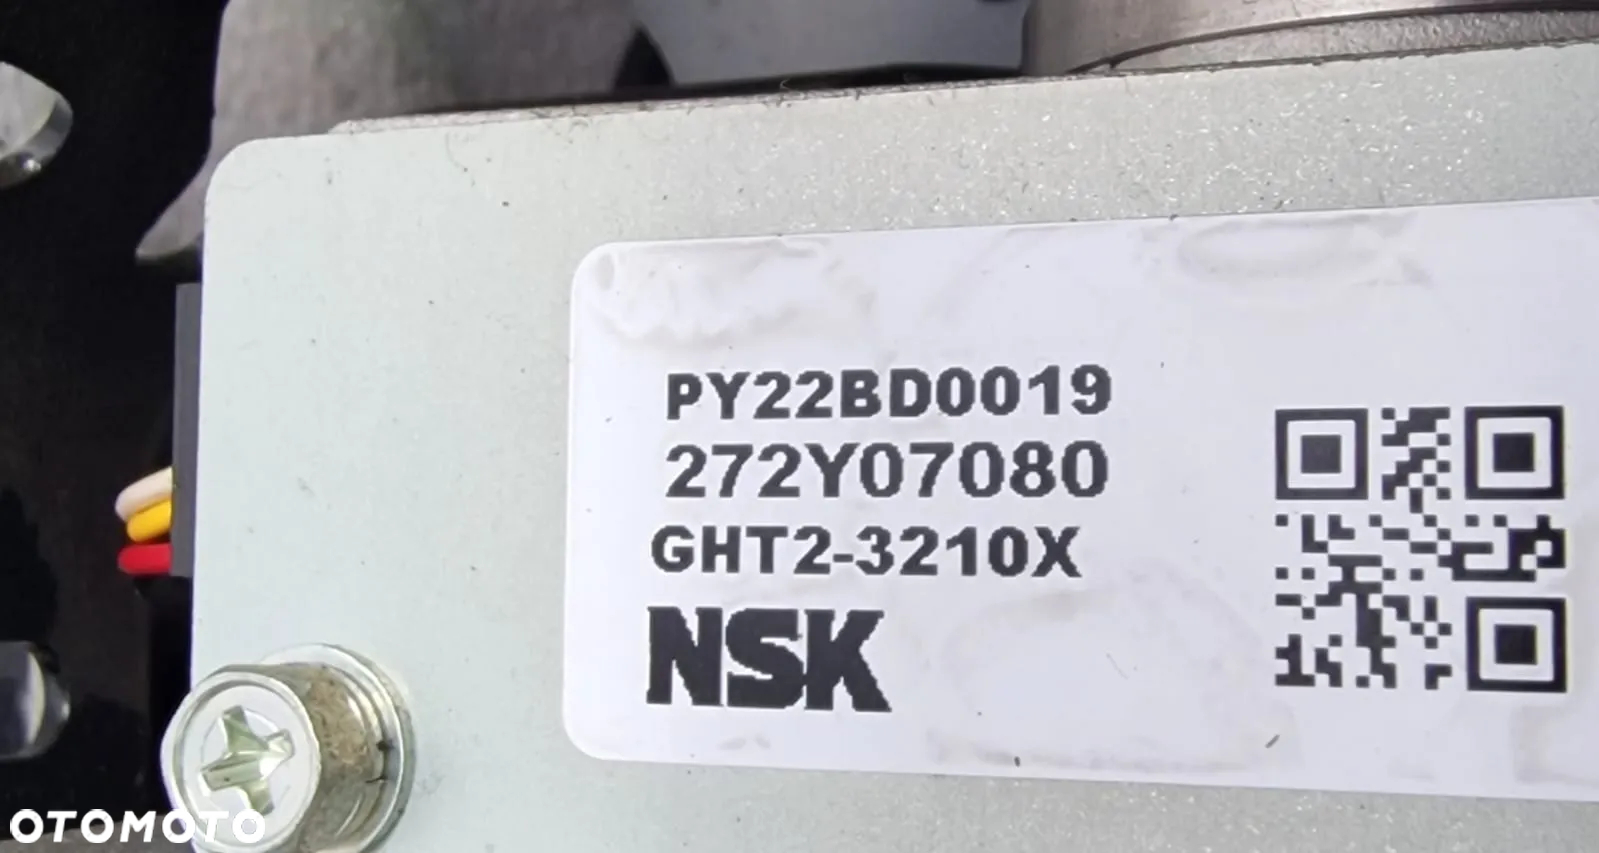 PY22BD0019
272Y07080
GHT2-3210X
NSK
OTOMOTO